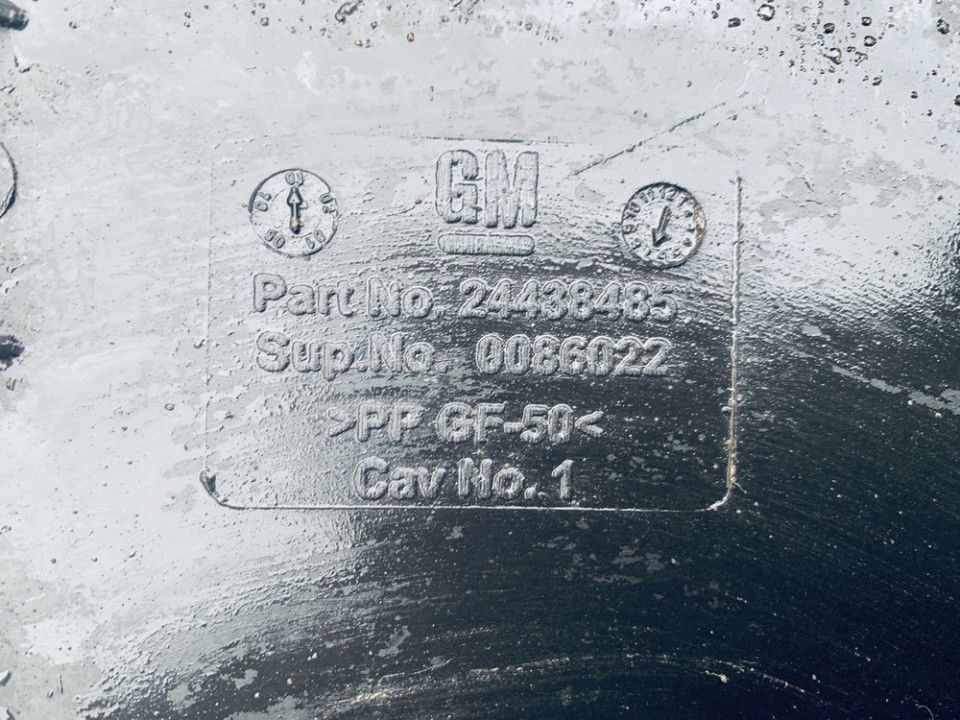 GM
Part No. 24438485
Sup.No. 0086022
>PP GF-50<
Cav No. 1